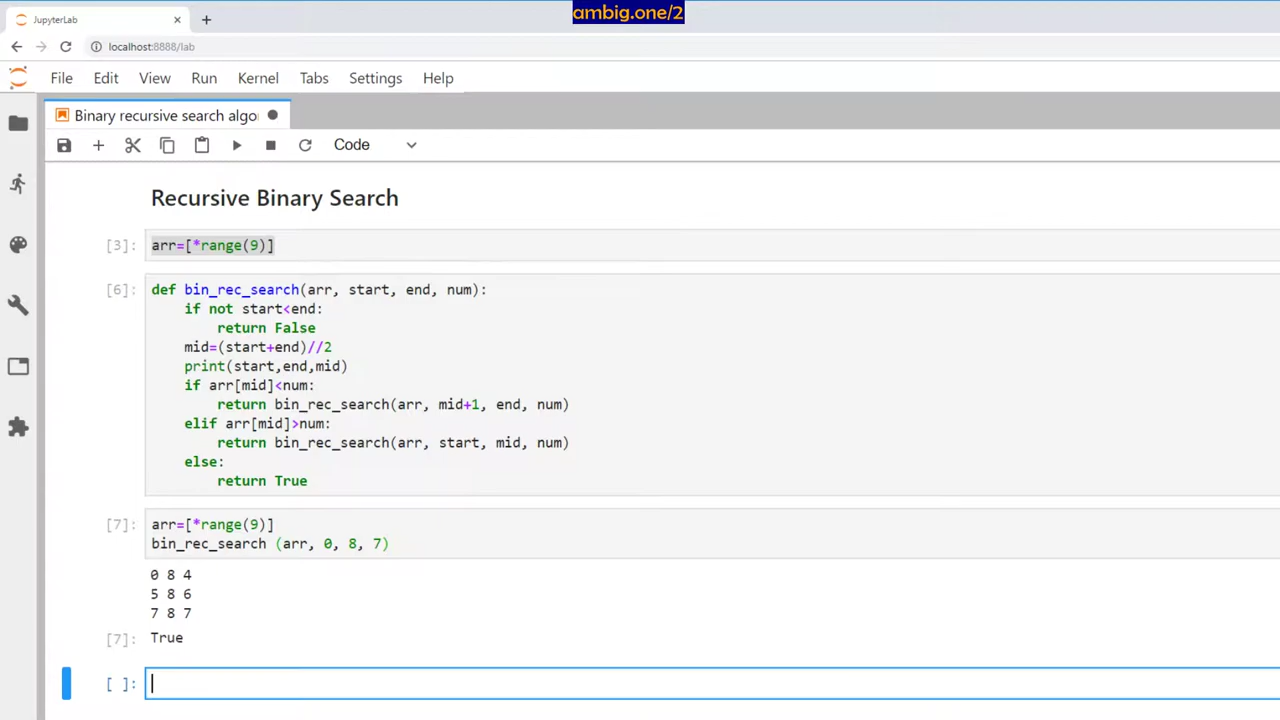 ambig.one/2
JupyterLab
localhost:8888/lab
File Edit View Run Kernel Tabs Settings Help
Binary recursive search algo
Code
Recursive Binary Search
[3]: arr=[*range(9)]
[6]: def bin_rec_search(arr, start, end, num):
if not start<end:
return False
mid=(start+end)//2
print(start,end,mid)
if arr[mid]<num:
return bin_rec_search(arr, mid+1, end, num)
elif arr[mid]>num:
return bin_rec_search(arr, start, mid, num)
else:
return True
[7]: arr=[*range(9)]
bin_rec_search (arr, 0, 8, 7)
0 8 4
5 8 6
7 8 7
[7]: True
[ ]: